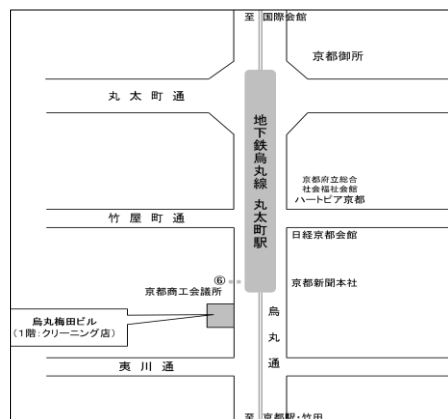 至 国際会館
京都御所
丸太町通
地下鉄烏丸線 丸太町駅
京都府立総合
社会福祉会館
ハートピア京都
竹屋町通
日経京都会館
⑥
京都商工会議所
京都新聞本社
烏丸梅田ビル
(1階:クリーニング店)
烏丸通
夷川通
至 京都駅・竹田